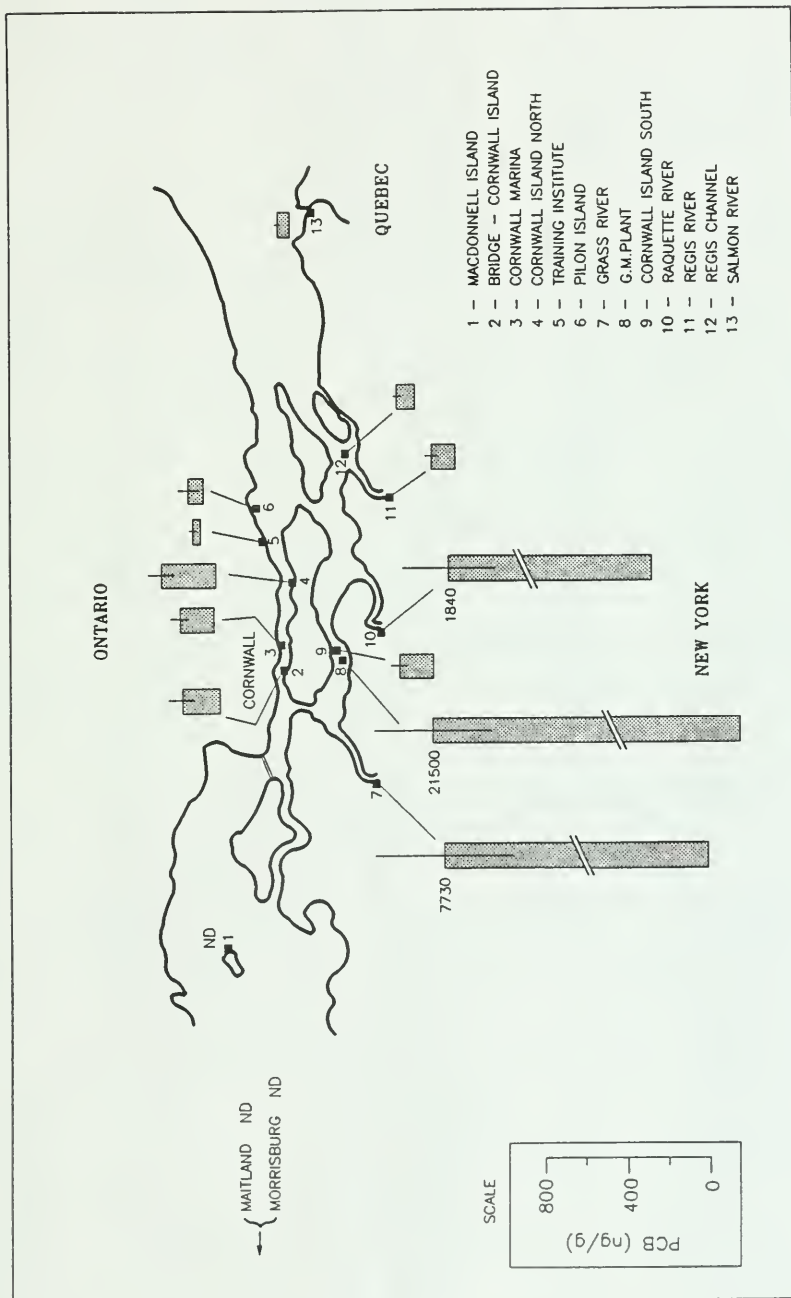 ONTARIO
QUEBEC
NEW YORK
CORNWALL
MAITLAND ND
MORRISBURG ND
ND
1
2
3
4
5
6
7
8
9
10
11
12
13
7730
21500
1840
1 – MACDONNELL ISLAND
2 – BRIDGE – CORNWALL ISLAND
3 – CORNWALL MARINA
4 – CORNWALL ISLAND NORTH
5 – TRAINING INSTITUTE
6 – PILON ISLAND
7 – GRASS RIVER
8 – G.M.PLANT
9 – CORNWALL ISLAND SOUTH
10 – RAQUETTE RIVER
11 – REGIS RIVER
12 – REGIS CHANNEL
13 – SALMON RIVER
SCALE
PCB (ng/g)
800
400
0